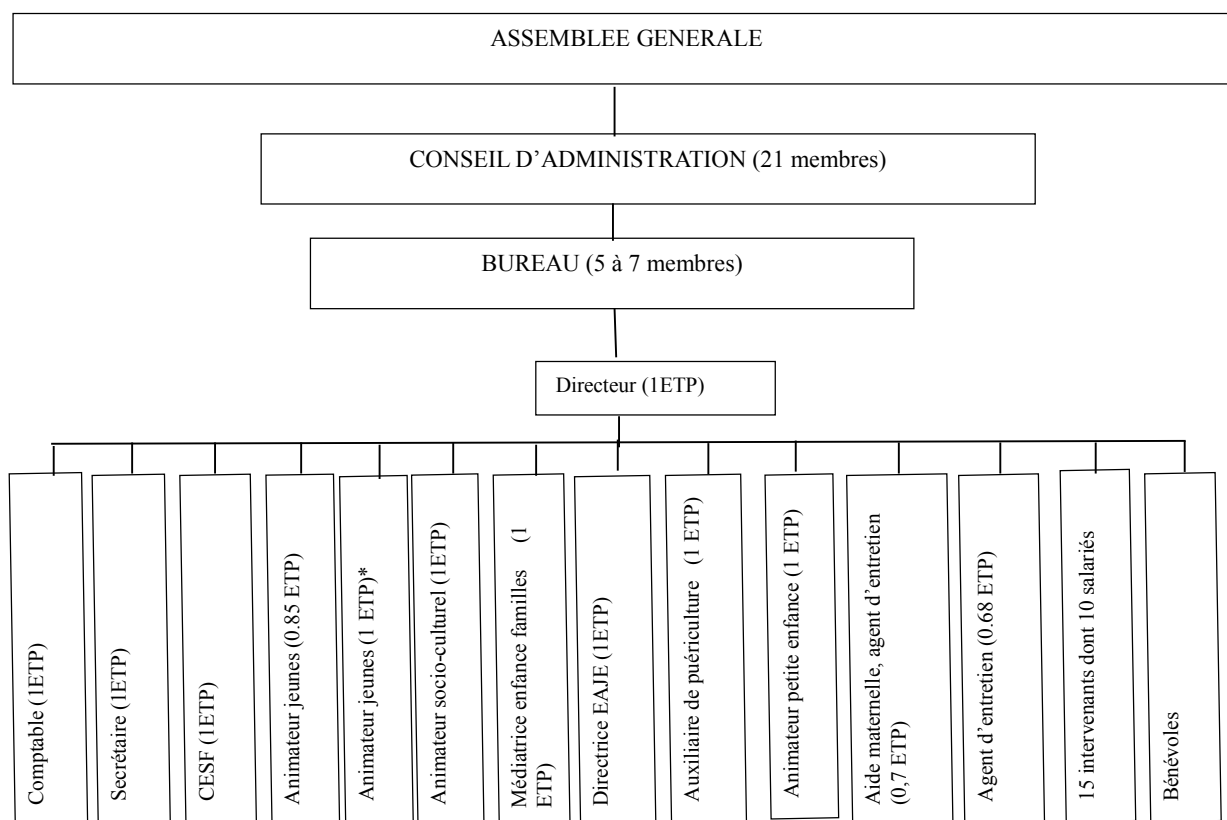 ASSEMBLEE GENERALE
CONSEIL D’ADMINISTRATION (21 membres)
BUREAU (5 à 7 membres)
Directeur (1ETP)
Comptable (1ETP)
Secrétaire (1ETP)
CESF (1ETP)
Animateur jeunes (0.85 ETP)
Animateur jeunes (1 ETP)*
Animateur socio-culturel (1ETP)
Médiatrice enfance familles (1
ETP)
Directrice EAJE (1ETP)
Auxiliaire de puériculture (1 ETP)
Animateur petite enfance (1 ETP)
Aide maternelle, agent d’entretien
(0,7 ETP)
Agent d’entretien (0.68 ETP)
15 intervenants dont 10 salariés
Bénévoles